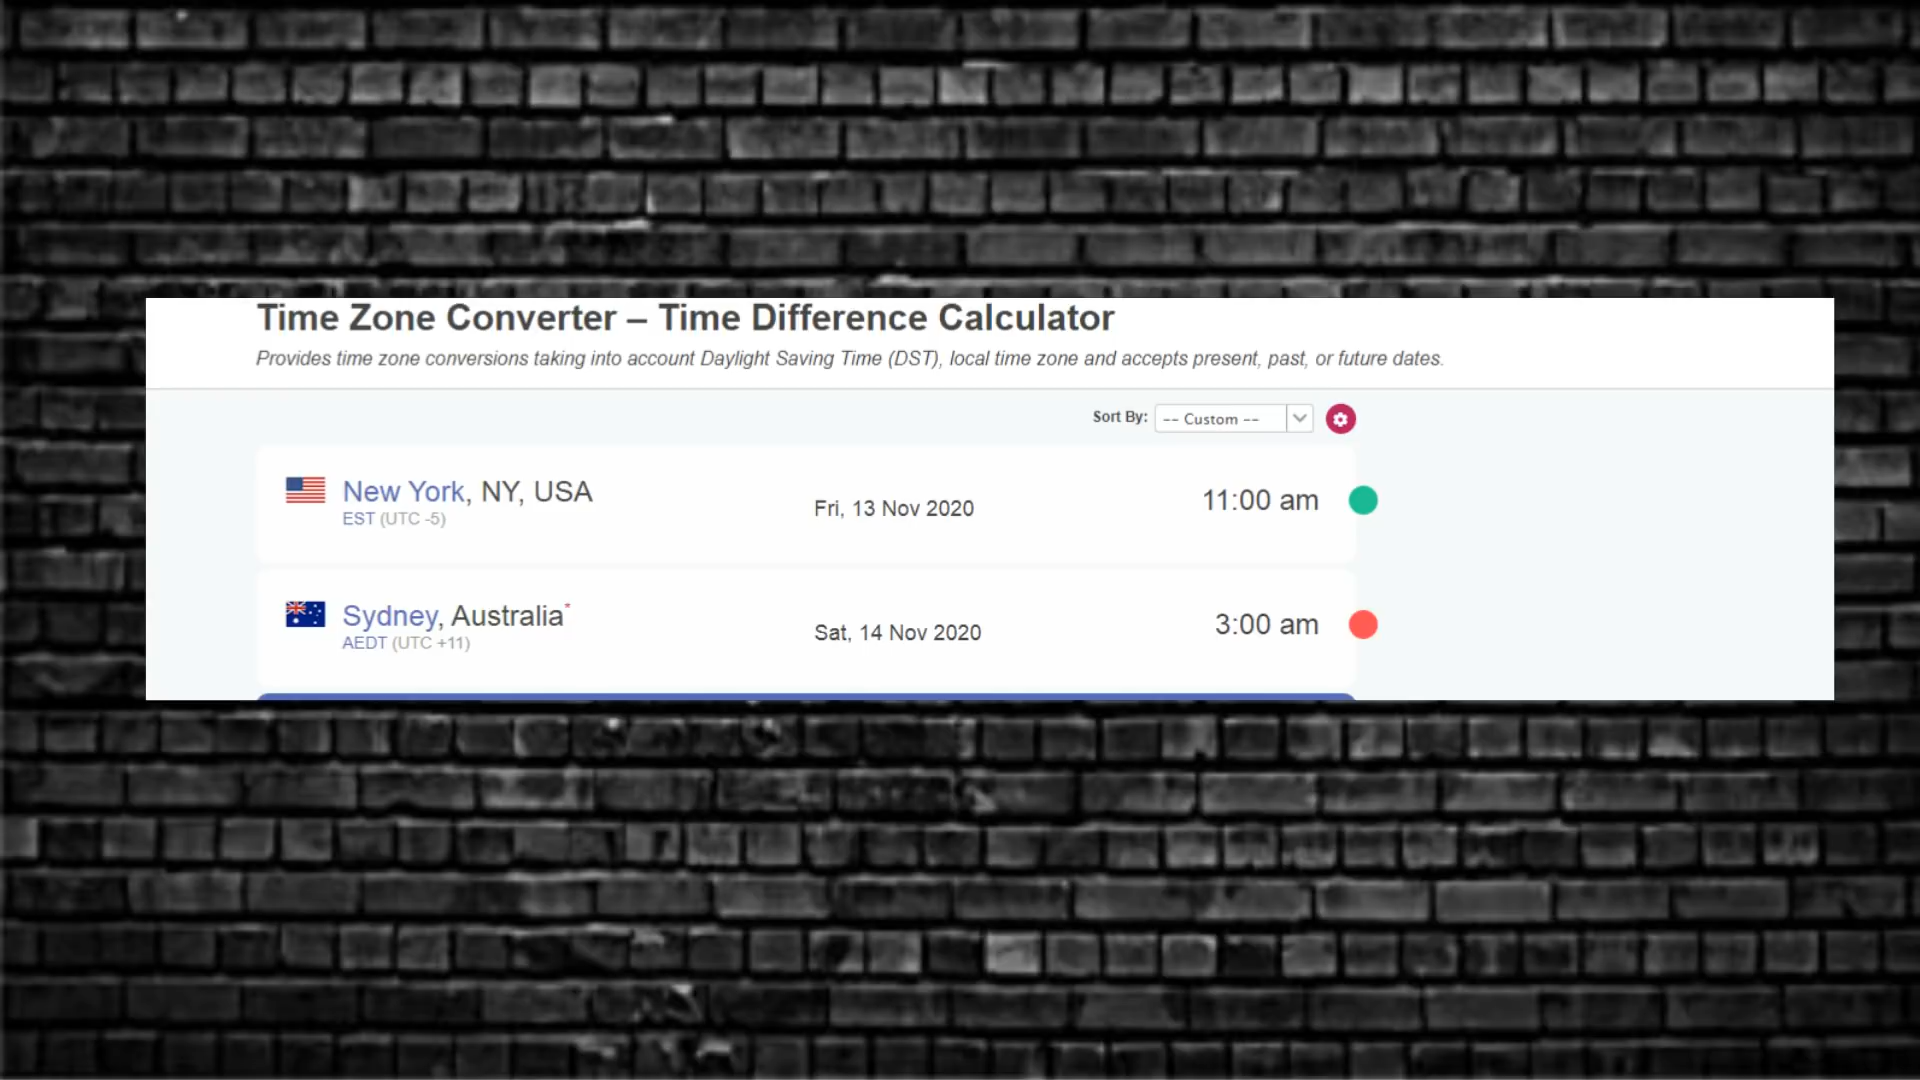 Time Zone Converter – Time Difference Calculator
Provides time zone conversions taking into account Daylight Saving Time (DST), local time zone and accepts present, past, or future dates.
Sort By: -- Custom --
New York, NY, USA
EST (UTC -5)
Fri, 13 Nov 2020
11:00 am
Sydney, Australia*
AEDT (UTC +11)
Sat, 14 Nov 2020
3:00 am